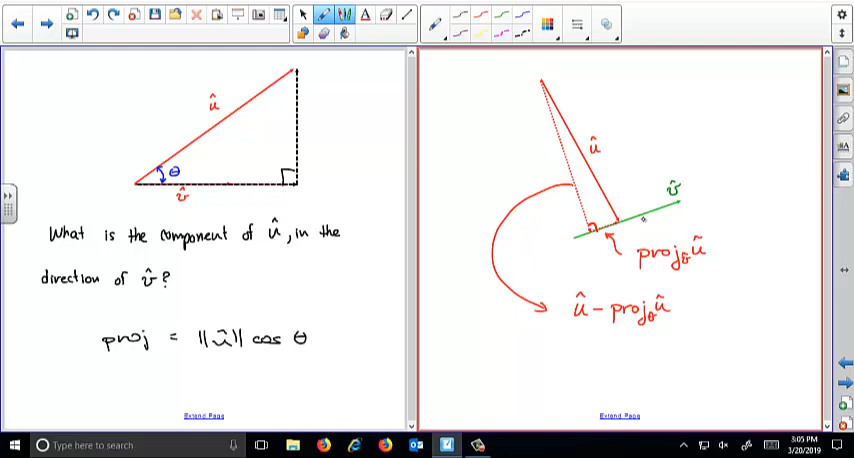 û
θ
v̂
What is the component of û, in the
direction of v̂?
proj = ||û|| cos θ
Extend Page
û
v̂
proj_v̂ û
û - proj_v̂ û
Extend Page
Type here to search
3:05 PM
3/20/2019